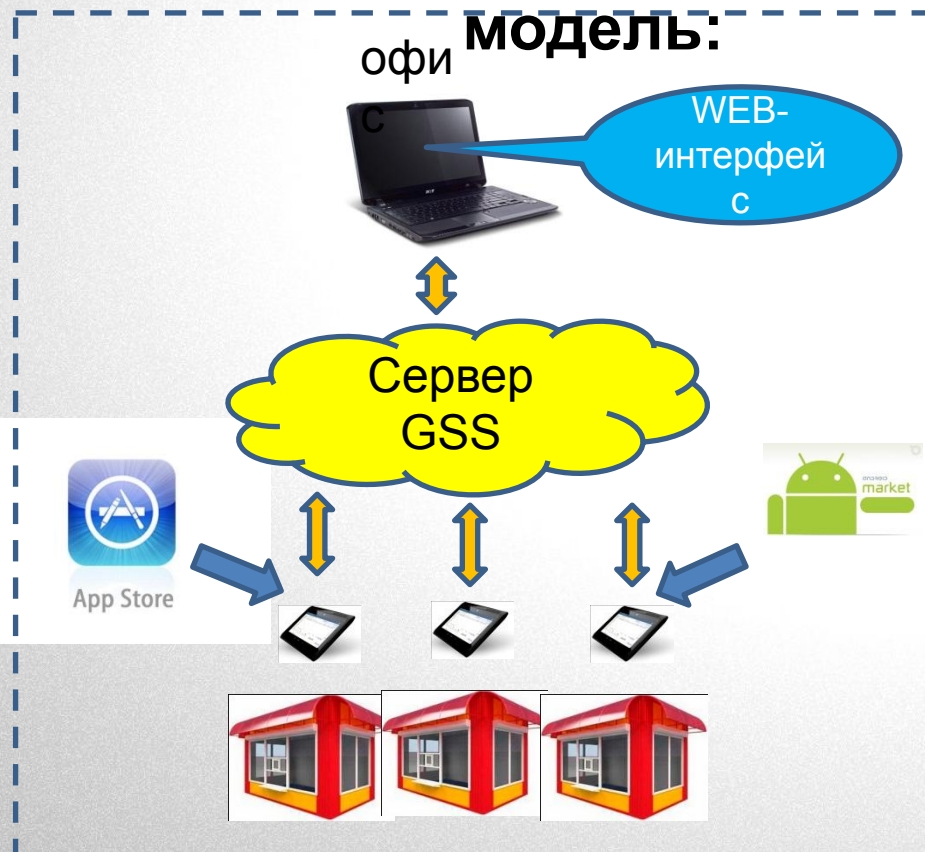 модель:
офи
с
WEB-
интерфей
с
Сервер
GSS
App Store
market